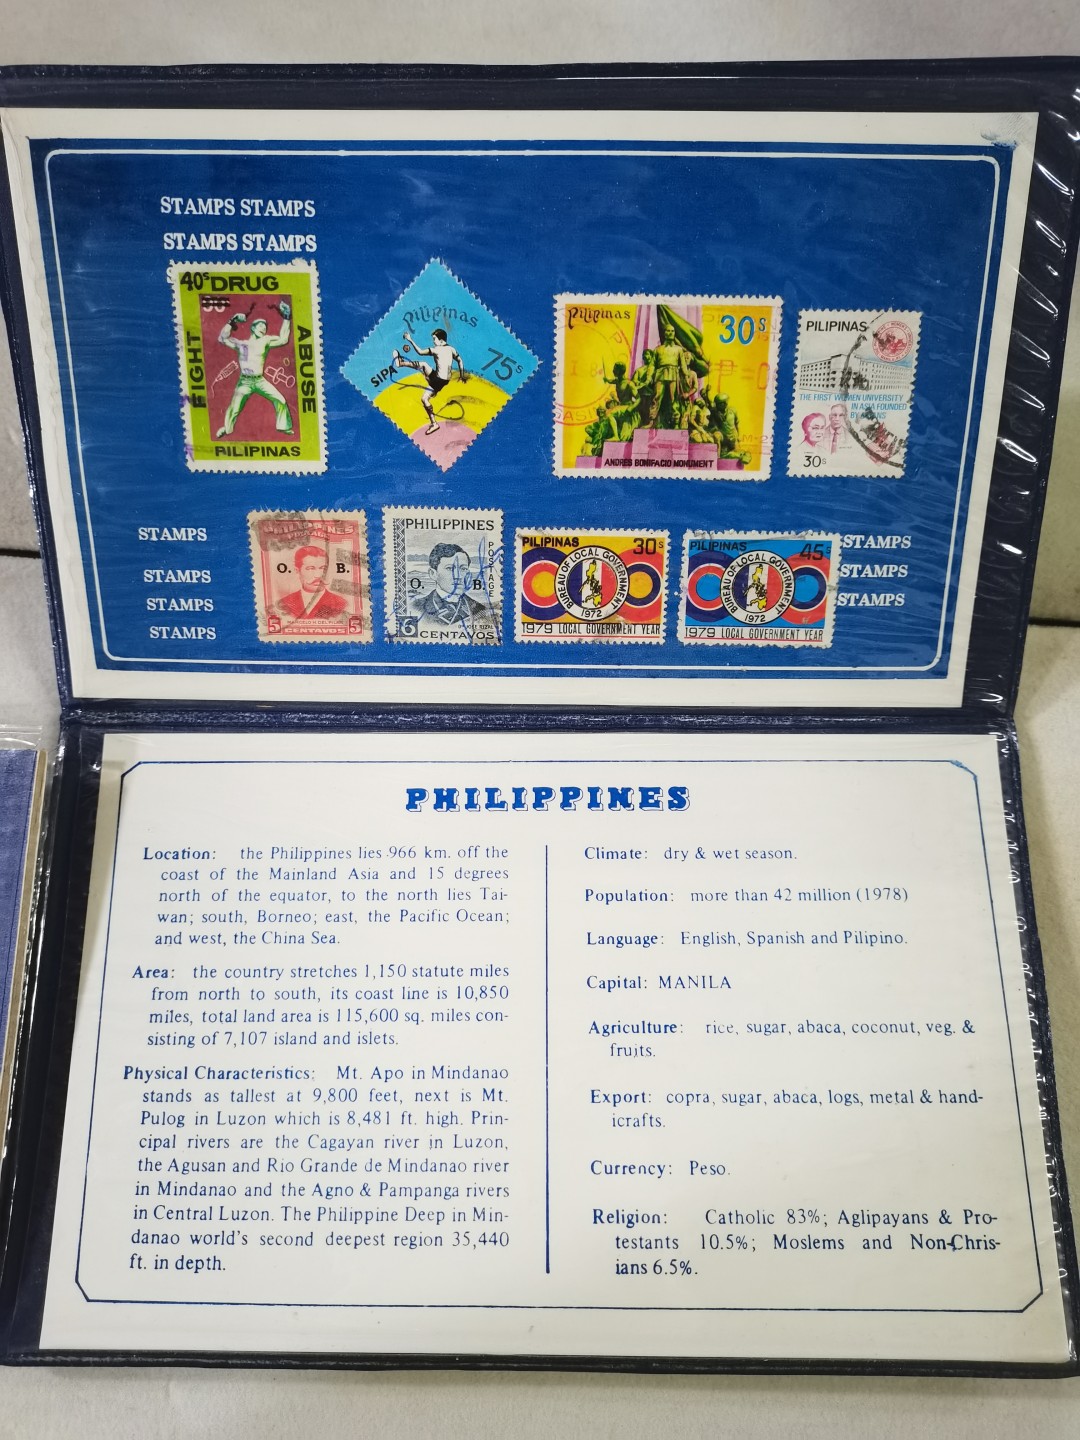 STAMPS STAMPS
STAMPS STAMPS
40s DRUG
FIGHT
ABUSE
PILIPINAS
Pilipinas
SIPA
75s
Pilipinas
30s
ANDRES BONIFACIO MONUMENT
PILIPINAS
THE FIRST WOMEN UNIVERSITY
IN ASIA FOUNDED
30s
STAMPS
STAMPS
STAMPS
STAMPS
PHILIPPINES
O. B.
MARCELO H. DEL PILAR
5 CENTAVOS 5
PHILIPPINES
POSTAGE
O. B.
DR. JOSE RIZAL
6 CENTAVOS
PILIPINAS 30s
BUREAU OF LOCAL GOVERNMENT
1972
1979 LOCAL GOVERNMENT YEAR
PILIPINAS 45s
BUREAU OF LOCAL GOVERNMENT
1972
1979 LOCAL GOVERNMENT YEAR
STAMPS
STAMPS
STAMPS
PHILIPPINES
Location: the Philippines lies 966 km. off the
coast of the Mainland Asia and 15 degrees
north of the equator, to the north lies Tai-
wan; south, Borneo; east, the Pacific Ocean;
and west, the China Sea.
Area: the country stretches 1,150 statute miles
from north to south, its coast line is 10,850
miles, total land area is 115,600 sq. miles con-
sisting of 7,107 island and islets.
Physical Characteristics: Mt. Apo in Mindanao
stands as tallest at 9,800 feet, next is Mt.
Pulog in Luzon which is 8,481 ft. high. Prin-
cipal rivers are the Cagayan river in Luzon,
the Agusan and Rio Grande de Mindanao river
in Mindanao and the Agno & Pampanga rivers
in Central Luzon. The Philippine Deep in Min-
danao world's second deepest region 35,440
ft. in depth.
Climate: dry & wet season.
Population: more than 42 million (1978)
Language: English, Spanish and Pilipino.
Capital: MANILA
Agriculture: rice, sugar, abaca, coconut, veg. &
fruits.
Export: copra, sugar, abaca, logs, metal & hand-
icrafts.
Currency: Peso.
Religion: Catholic 83%; Aglipayans & Pro-
testants 10.5%; Moslems and Non-Chris-
ians 6.5%.